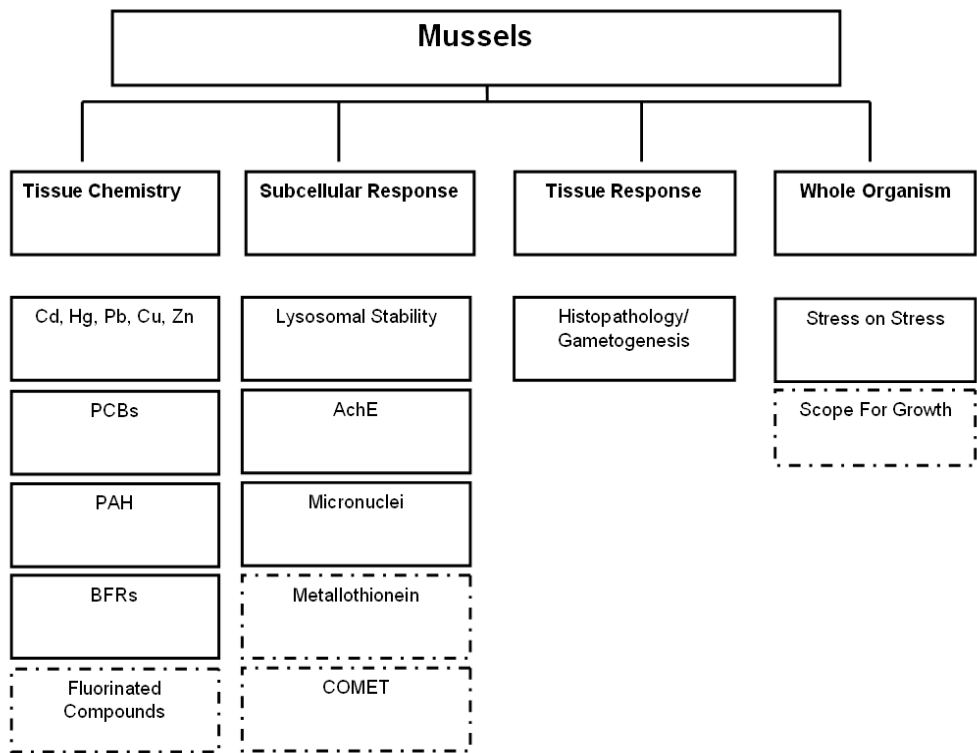 Mussels
Tissue Chemistry
Subcellular Response
Tissue Response
Whole Organism
Cd, Hg, Pb, Cu, Zn
Lysosomal Stability
Histopathology/
Gametogenesis
Stress on Stress
PCBs
AchE
Scope For Growth
PAH
Micronuclei
BFRs
Metallothionein
Fluorinated
Compounds
COMET